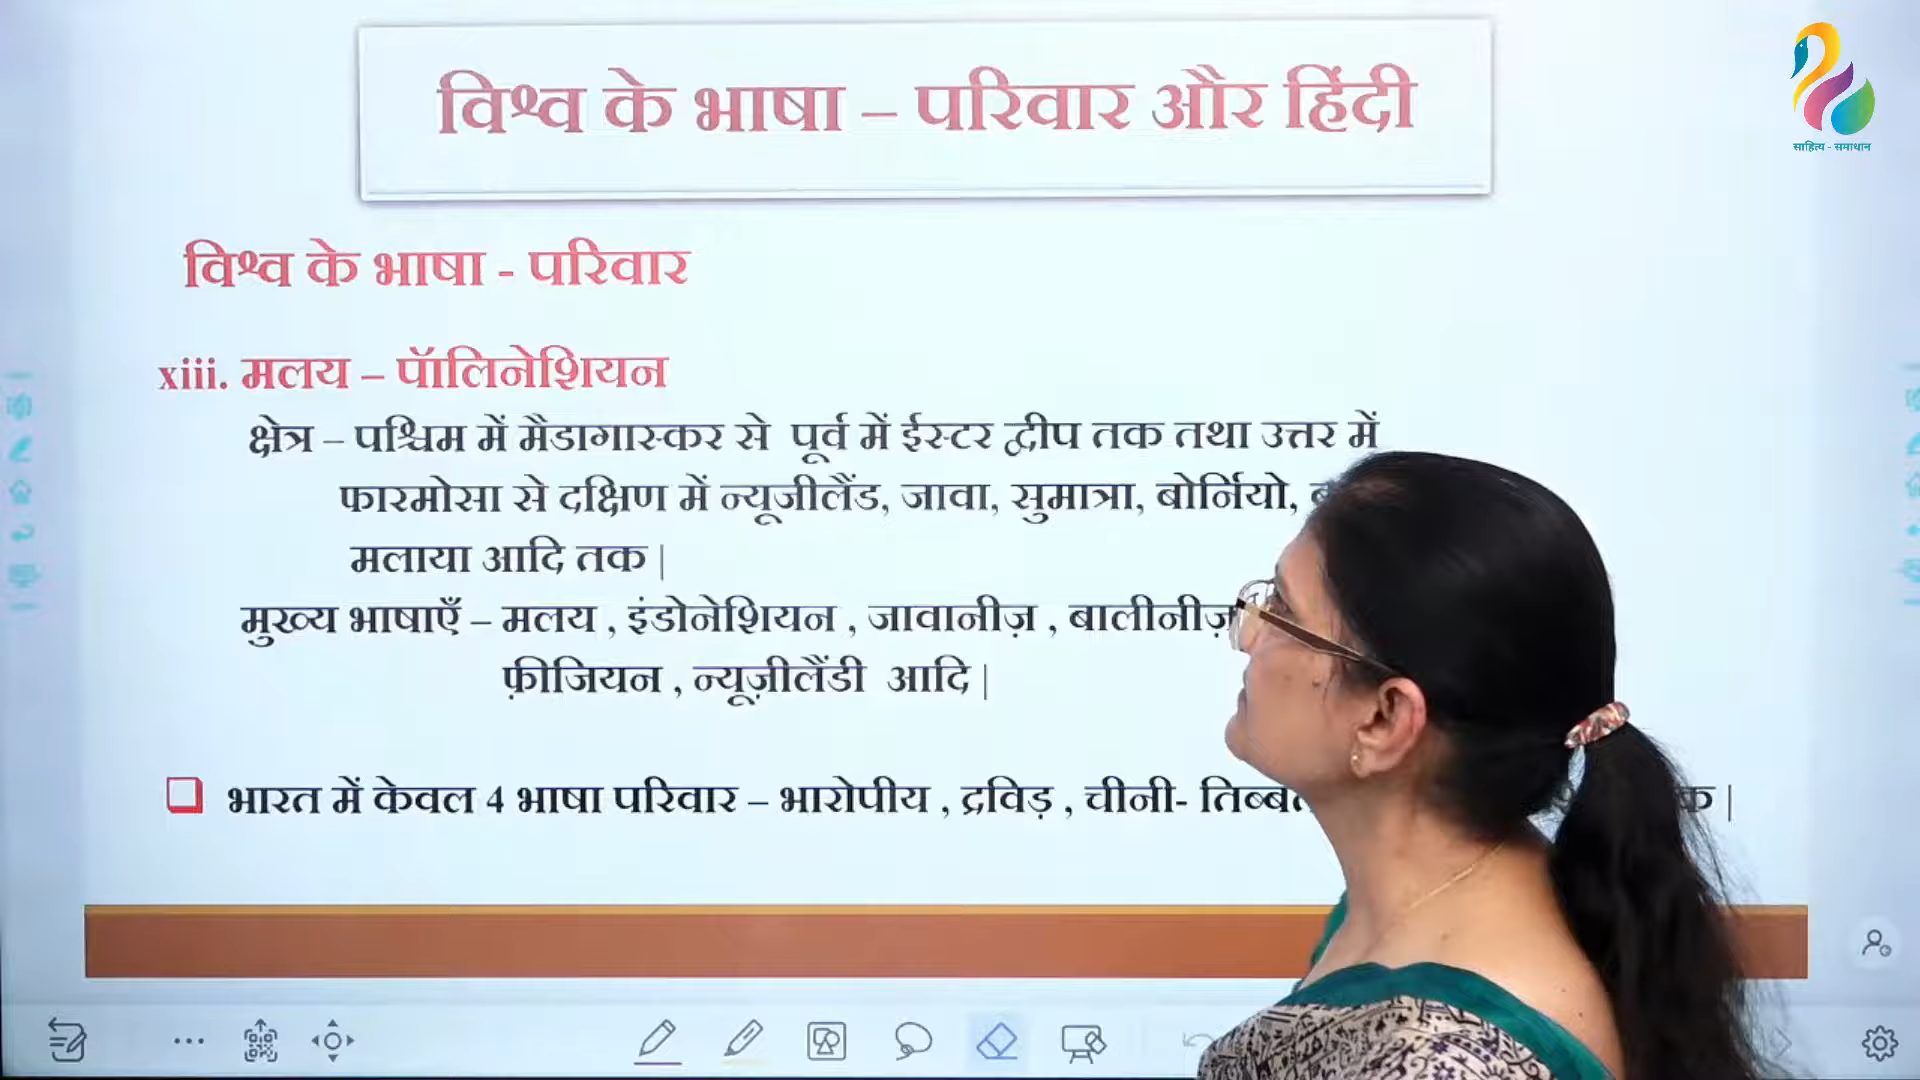 विश्व के भाषा – परिवार और हिंदी
साहित्य - समाधान
विश्व के भाषा - परिवार
xiii. मलय – पॉलिनेशियन
क्षेत्र – पश्चिम में मैडागास्कर से पूर्व में ईस्टर द्वीप तक तथा उत्तर में
फारमोसा से दक्षिण में न्यूजीलैंड, जावा, सुमात्रा, बोर्नियो,
मलाया आदि तक |
मुख्य भाषाएँ – मलय , इंडोनेशियन , जावानीज़ , बालीनीज़
फ़ीजियन , न्यूज़ीलैंडी आदि |
भारत में केवल 4 भाषा परिवार – भारोपीय , द्रविड़ , चीनी-